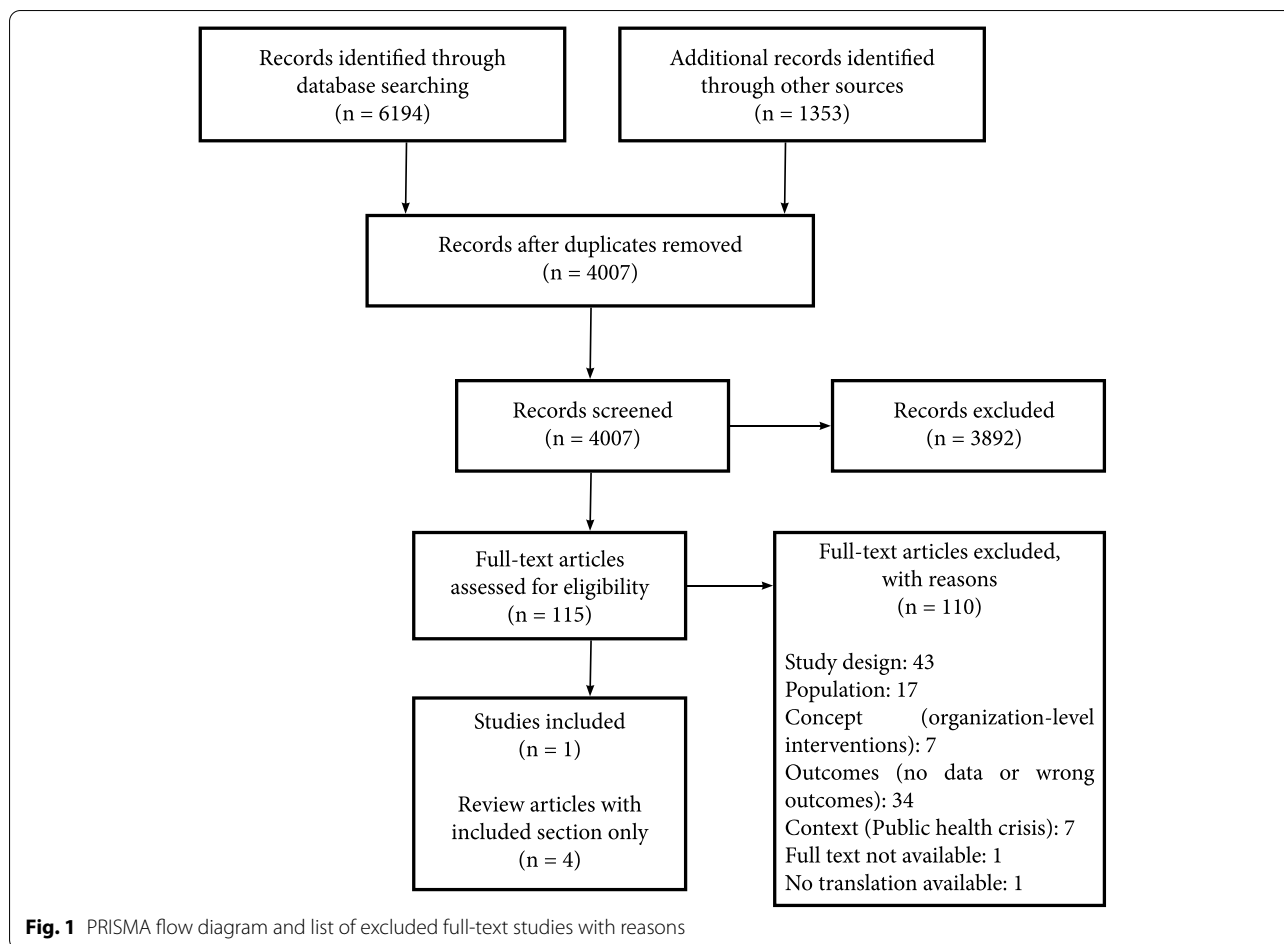 Records identified through
database searching
(n = 6194)
Additional records identified
through other sources
(n = 1353)
Records after duplicates removed
(n = 4007)
Records screened
(n = 4007)
Records excluded
(n = 3892)
Full-text articles
assessed for eligibility
(n = 115)
Full-text articles excluded,
with reasons
(n = 110)
Study design: 43
Population: 17
Concept (organization-level
interventions): 7
Outcomes (no data or wrong
outcomes): 34
Context (Public health crisis): 7
Full text not available: 1
No translation available: 1
Studies included
(n = 1)
Review articles with
included section only
(n = 4)
Fig. 1 PRISMA flow diagram and list of excluded full-text studies with reasons